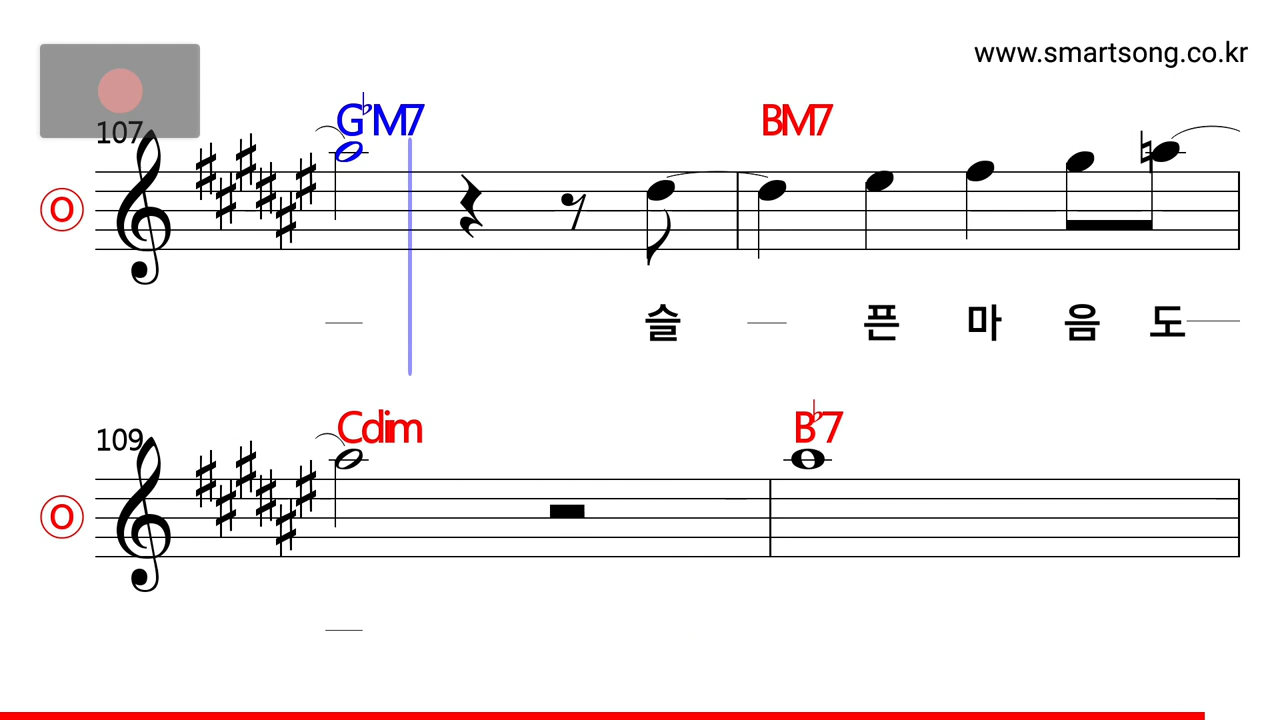 www.smartsong.co.kr
107
G♭M7 BM7
O
슬 픈 마 음 도
109
Cdim B♭7
O